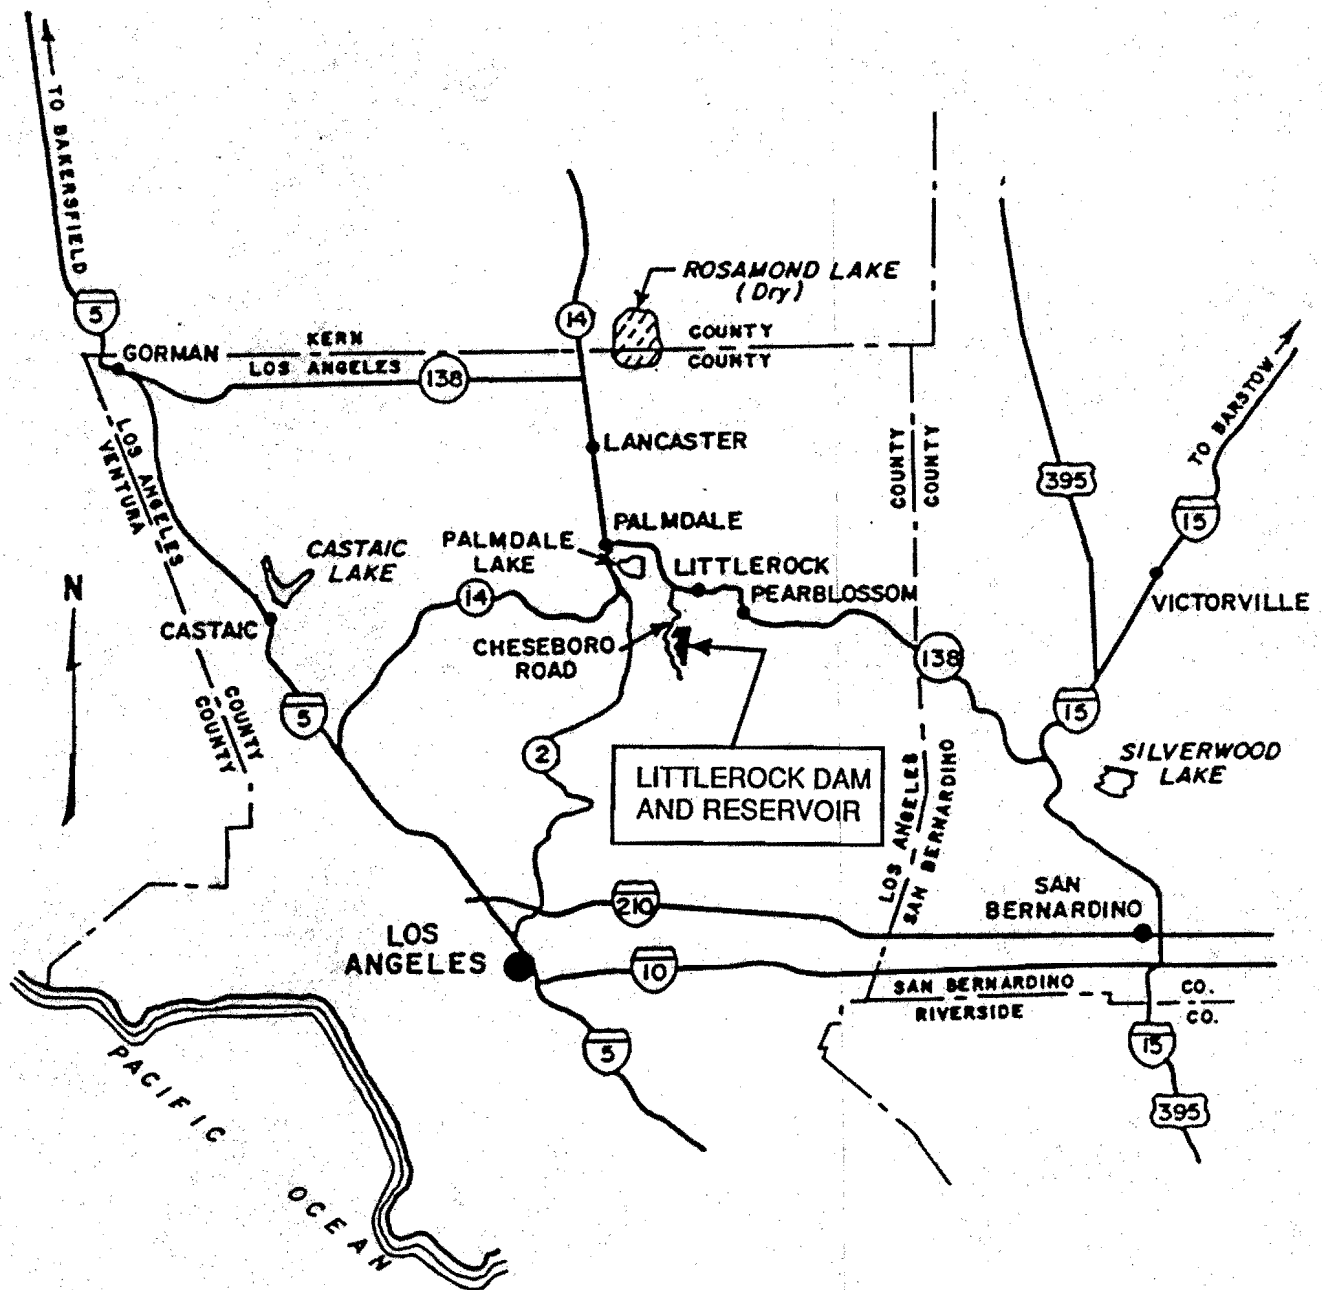 TO BAKERSFIELD
5
ROSAMOND LAKE
(Dry)
14
KERN
COUNTY
LOS ANGELES
COUNTY
GORMAN
138
LANCASTER
COUNTY
COUNTY
TO BARSTOW
395
15
LOS ANGELES
VENTURA
CASTAIC
LAKE
PALMDALE
PALMDALE
LAKE
LITTLEROCK
PEARBLOSSOM
VICTORVILLE
N
14
CASTAIC
CHESEBORO
ROAD
138
COUNTY
COUNTY
5
15
2
LITTLEROCK DAM
AND RESERVOIR
SILVERWOOD
LAKE
LOS ANGELES
SAN BERNARDINO
210
SAN
BERNARDINO
LOS
ANGELES
10
SAN BERNARDINO
CO.
RIVERSIDE
CO.
5
15
395
PACIFIC
OCEAN